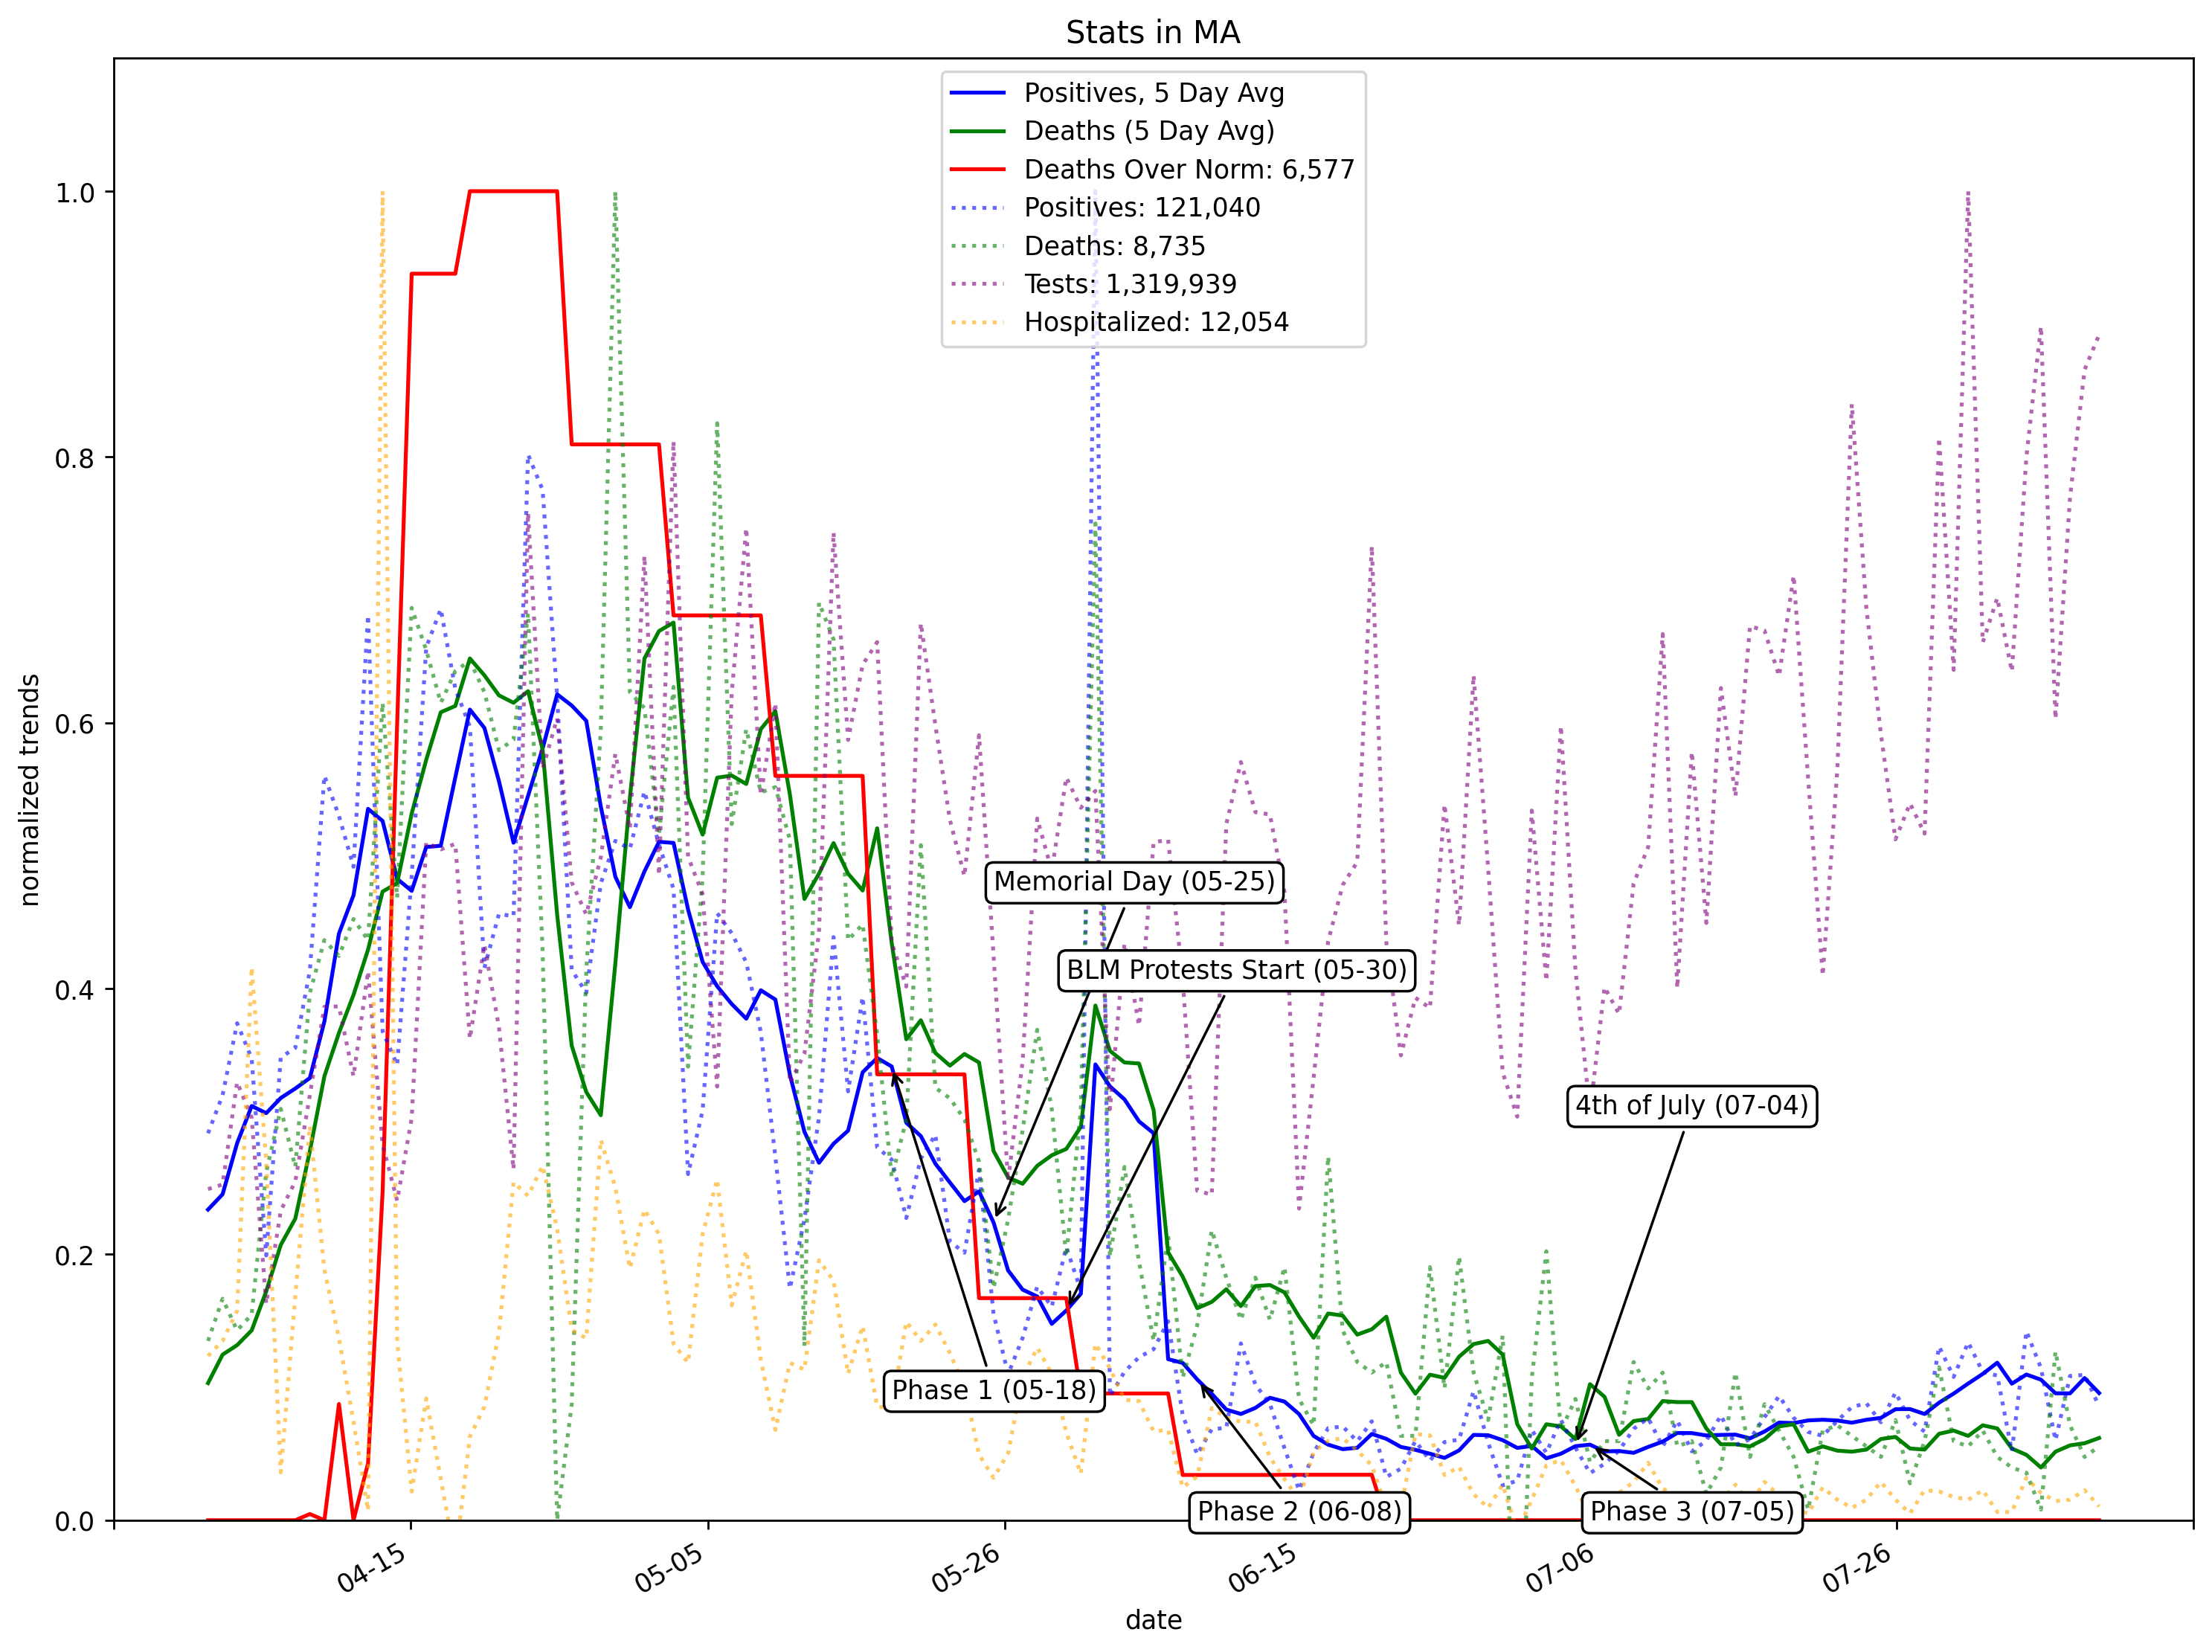 Stats in MA
Positives, 5 Day Avg
Deaths (5 Day Avg)
Deaths Over Norm: 6,577
Positives: 121,040
Deaths: 8,735
Tests: 1,319,939
Hospitalized: 12,054
normalized trends
1.0
0.8
0.6
0.4
0.2
0.0
Memorial Day (05-25)
BLM Protests Start (05-30)
4th of July (07-04)
Phase 1 (05-18)
Phase 2 (06-08)
Phase 3 (07-05)
04-15
05-05
05-26
06-15
07-06
07-26
date